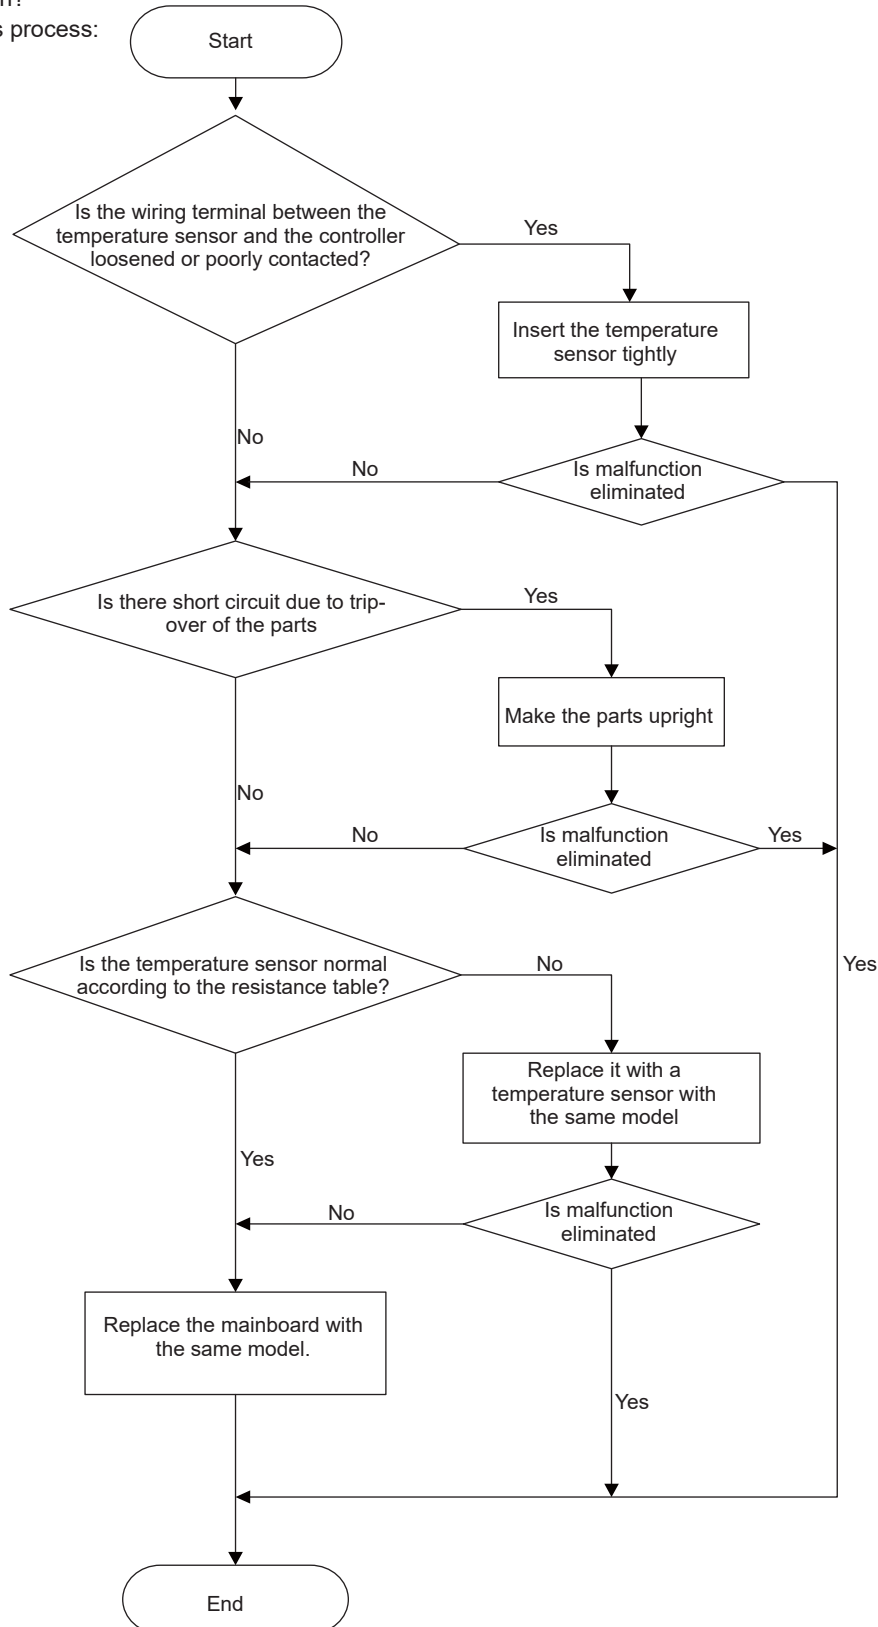 s process:
Start
Is the wiring terminal between the
temperature sensor and the controller
loosened or poorly contacted?
Yes
Insert the temperature
sensor tightly
No
No
Is malfunction
eliminated
Is there short circuit due to trip-
over of the parts
Yes
Make the parts upright
No
No
Is malfunction
eliminated
Yes
Is the temperature sensor normal
according to the resistance table?
No
Yes
Replace it with a
temperature sensor with
the same model
Yes
No
Is malfunction
eliminated
Replace the mainboard with
the same model.
Yes
End